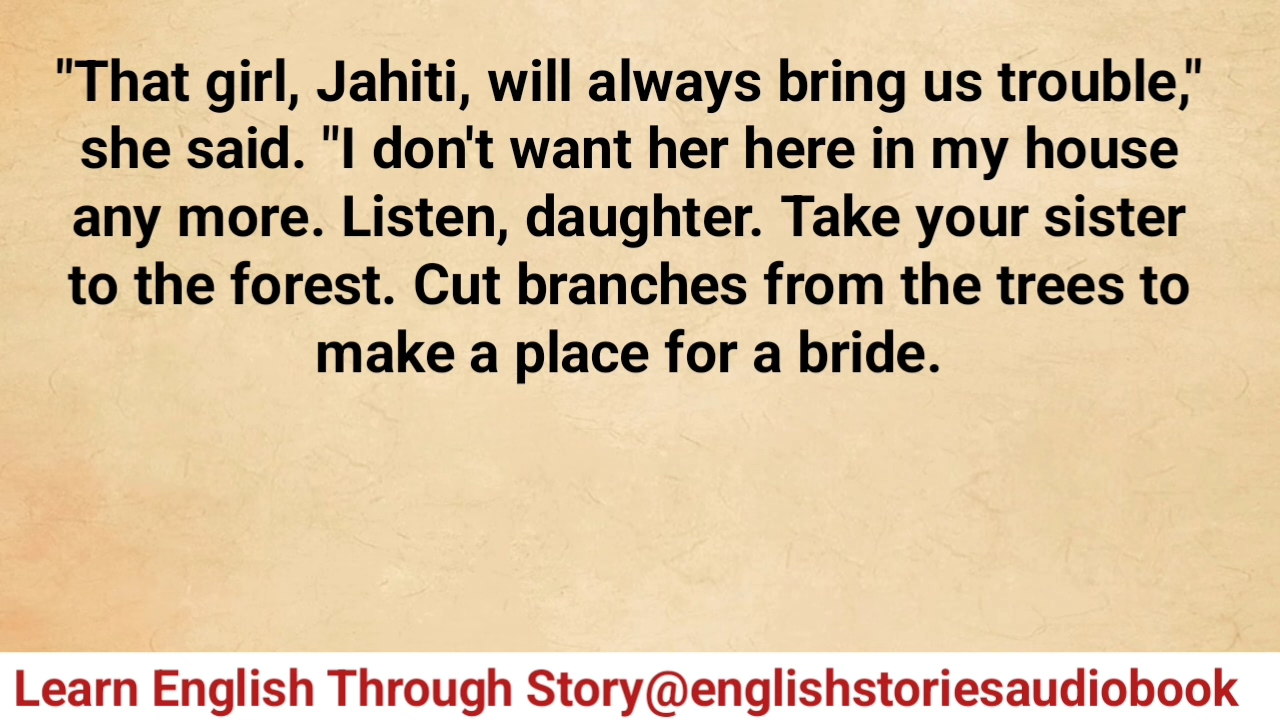 "That girl, Jahiti, will always bring us trouble,"
she said. "I don't want her here in my house
any more. Listen, daughter. Take your sister
to the forest. Cut branches from the trees to
make a place for a bride.
Learn English Through Story@englishstoriesaudiobook